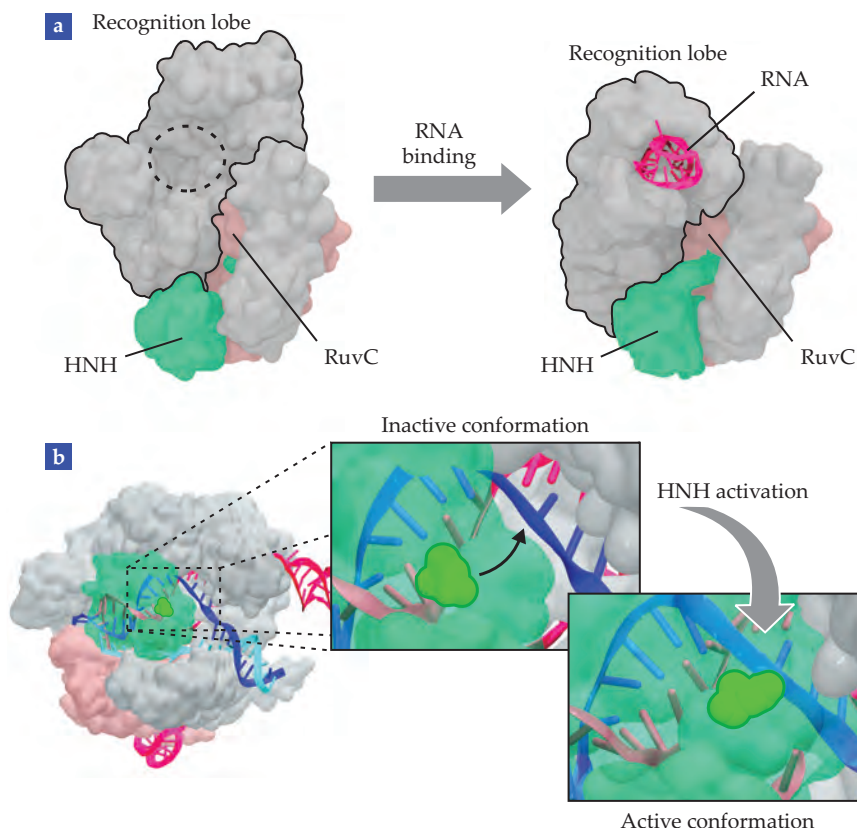 a
Recognition lobe
RNA
binding
Recognition lobe
RNA
HNH
RuvC
HNH
RuvC
b
Inactive conformation
HNH activation
Active conformation